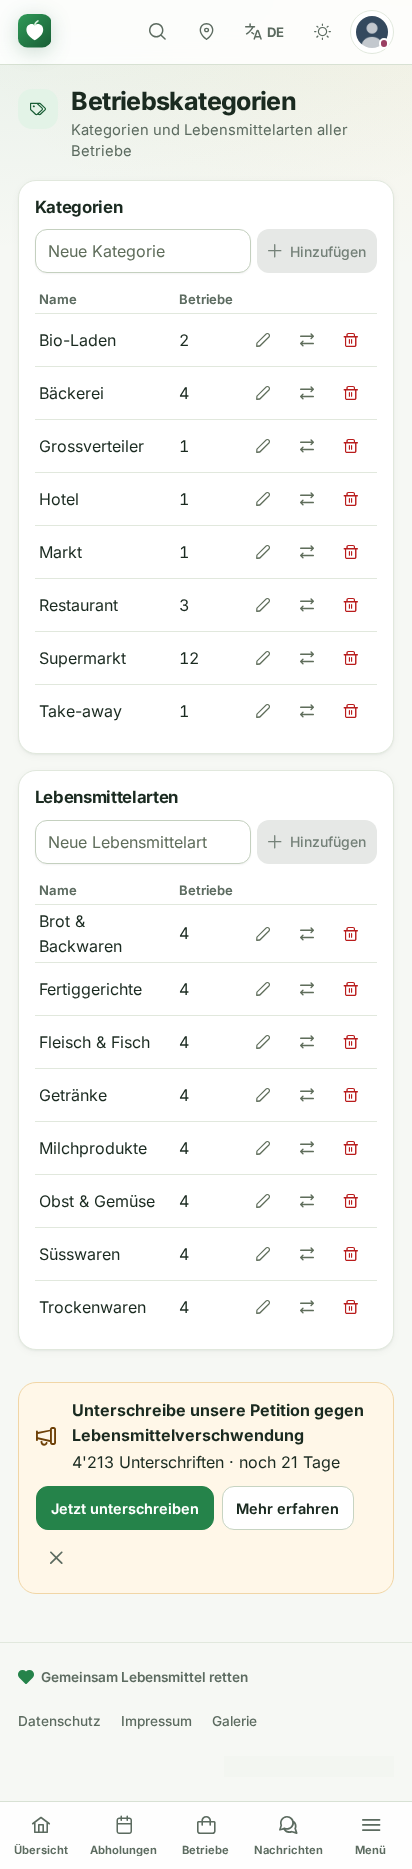 DE
Betriebskategorien
Kategorien und Lebensmittelarten aller
Betriebe
Kategorien
Neue Kategorie
Hinzufügen
Name Betriebe
Bio-Laden 2
Bäckerei 4
Grossverteiler 1
Hotel 1
Markt 1
Restaurant 3
Supermarkt 12
Take-away 1
Lebensmittelarten
Neue Lebensmittelart
Hinzufügen
Name Betriebe
Brot &
Backwaren 4
Fertiggerichte 4
Fleisch & Fisch 4
Getränke 4
Milchprodukte 4
Obst & Gemüse 4
Süsswaren 4
Trockenwaren 4
Unterschreibe unsere Petition gegen
Lebensmittelverschwendung
4'213 Unterschriften · noch 21 Tage
Jetzt unterschreiben Mehr erfahren
Gemeinsam Lebensmittel retten
Datenschutz Impressum Galerie
Übersicht Abholungen Betriebe Nachrichten Menü